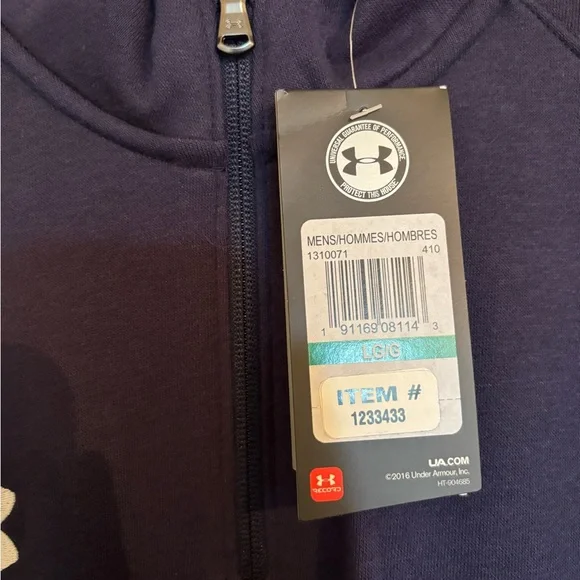 UNIVERSAL GUARANTEE OF PERFORMANCE
PROTECT THIS HOUSE
MENS/HOMMES/HOMBRES
1310071 410
1 91169 08114 3
LG/G
ITEM #
1233433
RECORD
UA.COM
©2016 Under Armour, Inc.
HT-904685